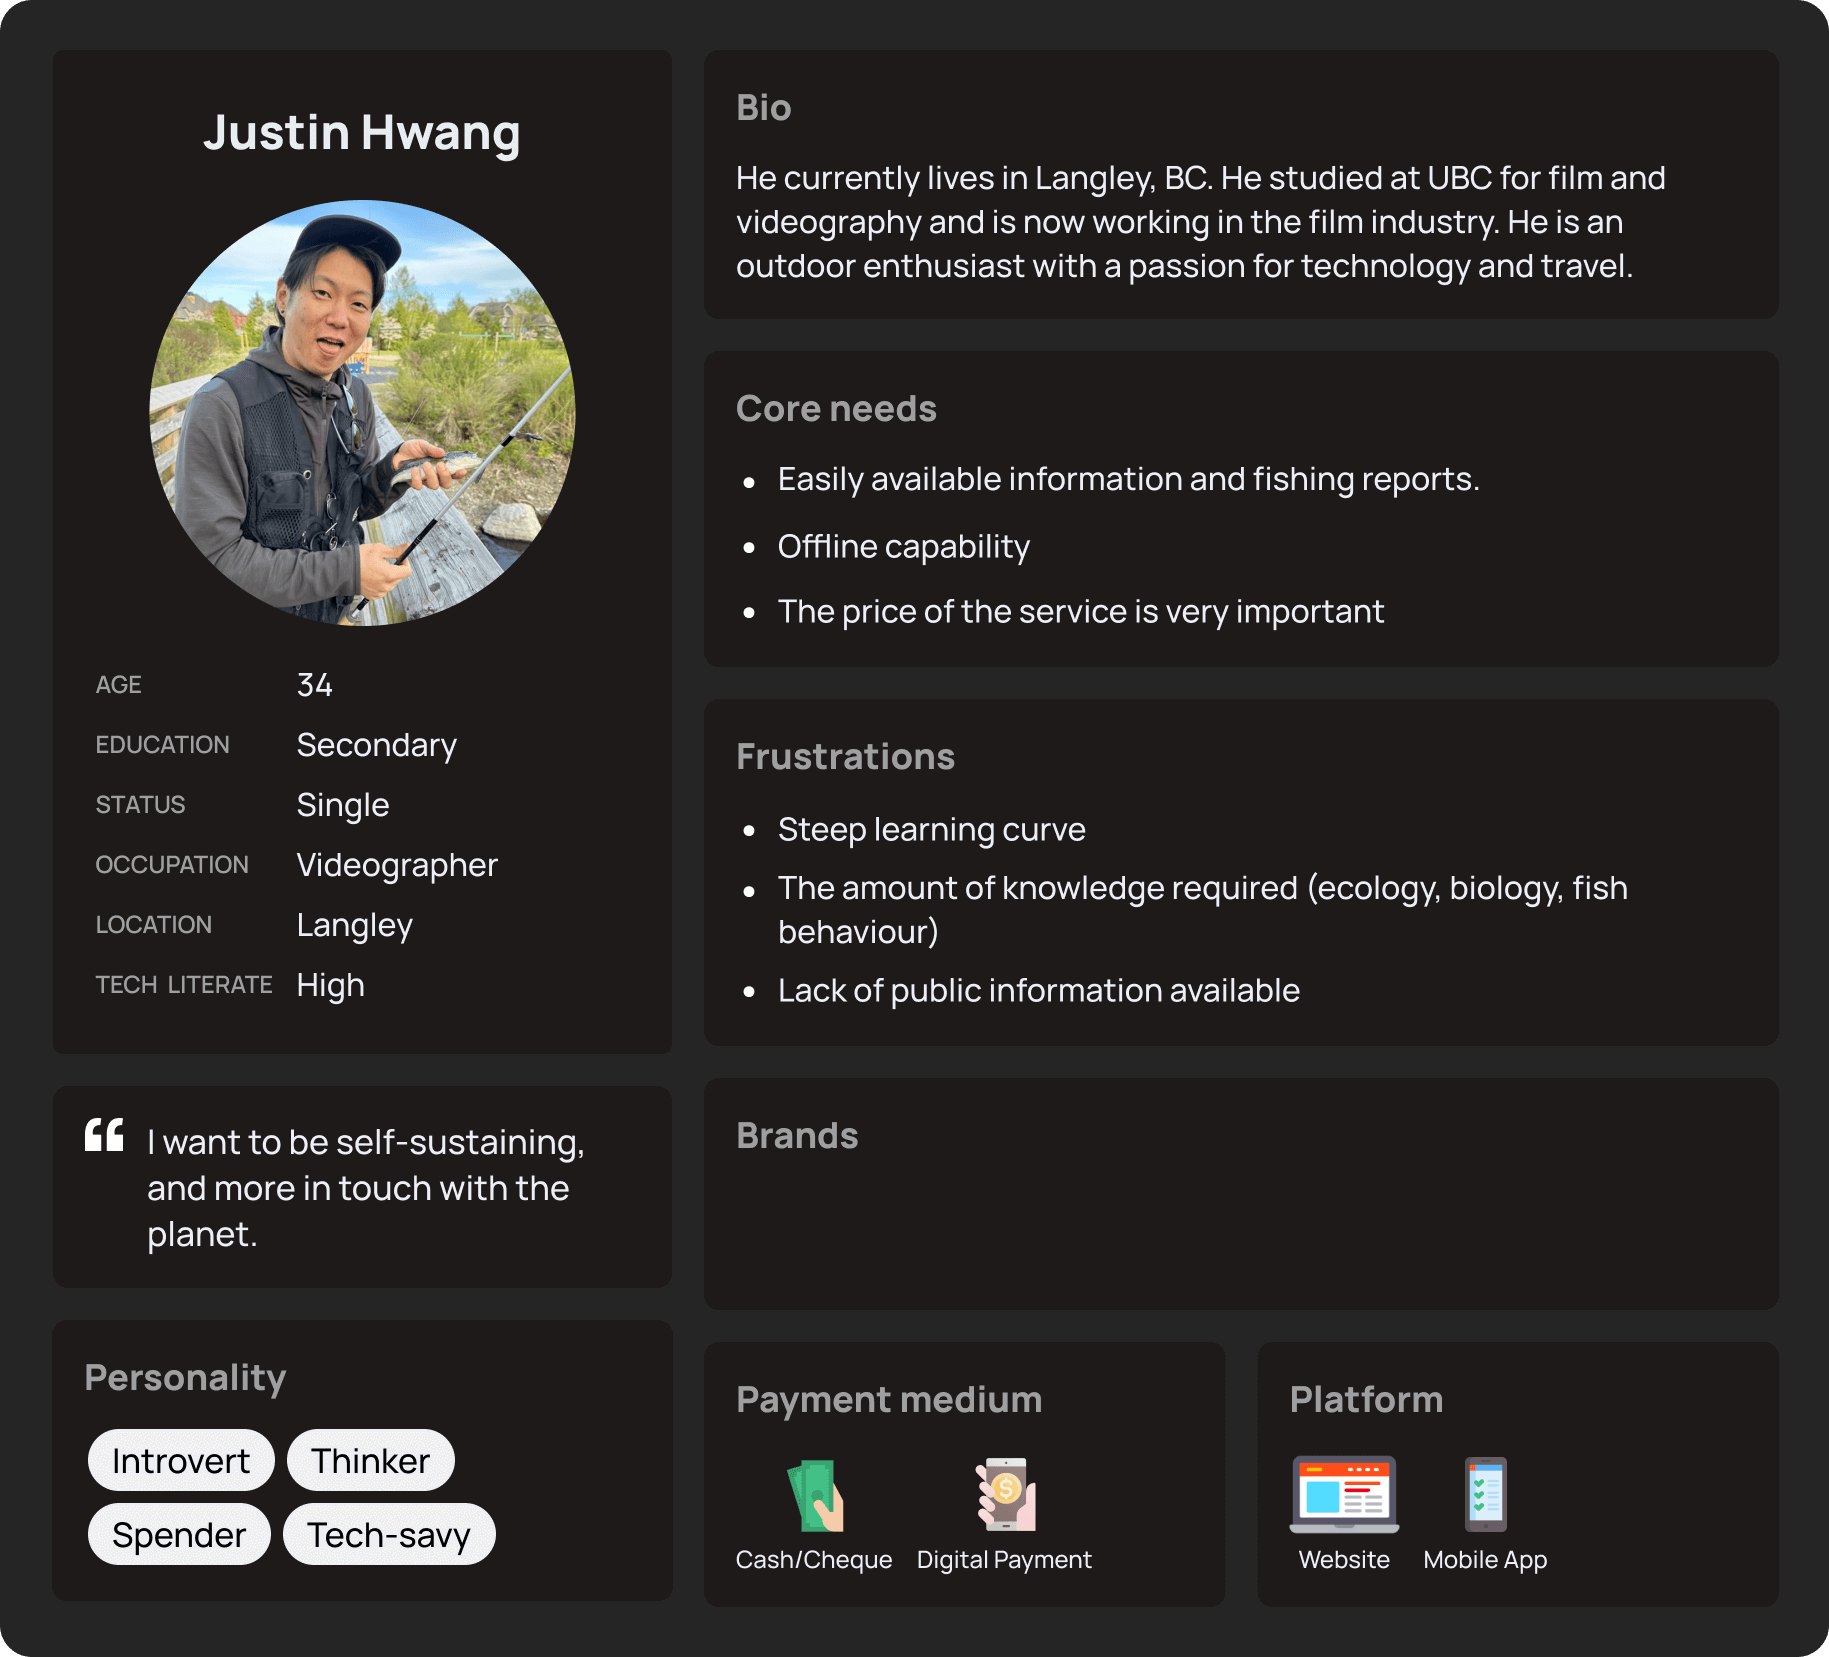 Justin Hwang
AGE 34
EDUCATION Secondary
STATUS Single
OCCUPATION Videographer
LOCATION Langley
TECH LITERATE High
“ I want to be self-sustaining,
and more in touch with the
planet.
Personality
Introvert Thinker
Spender Tech-savy
Bio
He currently lives in Langley, BC. He studied at UBC for film and
videography and is now working in the film industry. He is an
outdoor enthusiast with a passion for technology and travel.
Core needs
• Easily available information and fishing reports.
• Offline capability
• The price of the service is very important
Frustrations
• Steep learning curve
• The amount of knowledge required (ecology, biology, fish
behaviour)
• Lack of public information available
Brands
Payment medium
Cash/Cheque Digital Payment
Platform
Website Mobile App